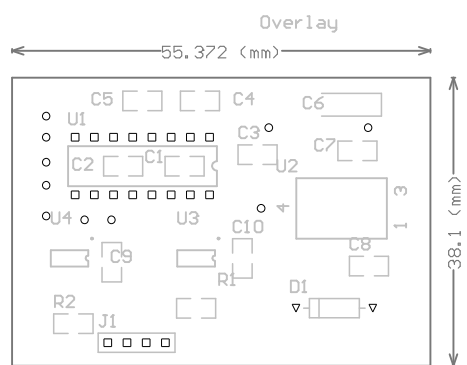 Overlay
55.372 (mm)
C5
C4
C6
U1
C3
C7
C2
C1
U2
3
4
1
U4
U3
C10
C8
C9
R1
D1
R2
J1
38.1 (mm)